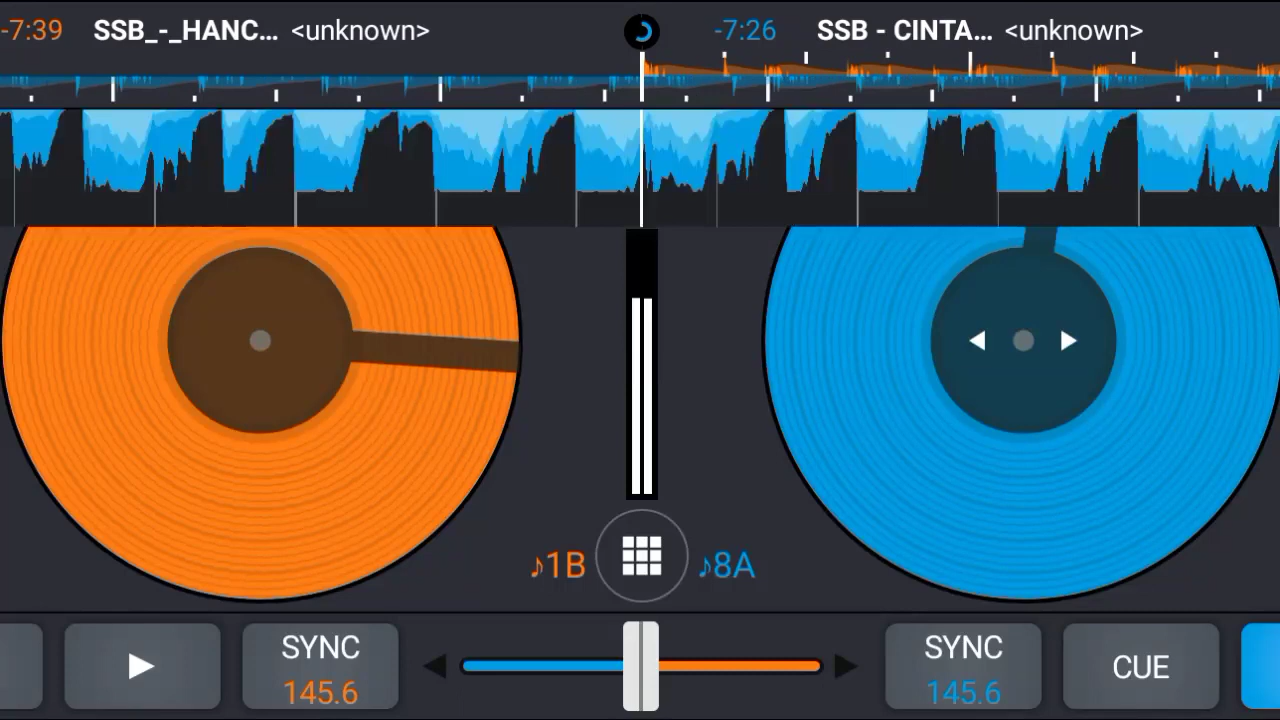 -7:39 SSB_-_HANC... <unknown> -7:26 SSB - CINTA... <unknown>
♪1B ♪8A
SYNC SYNC CUE
145.6 145.6